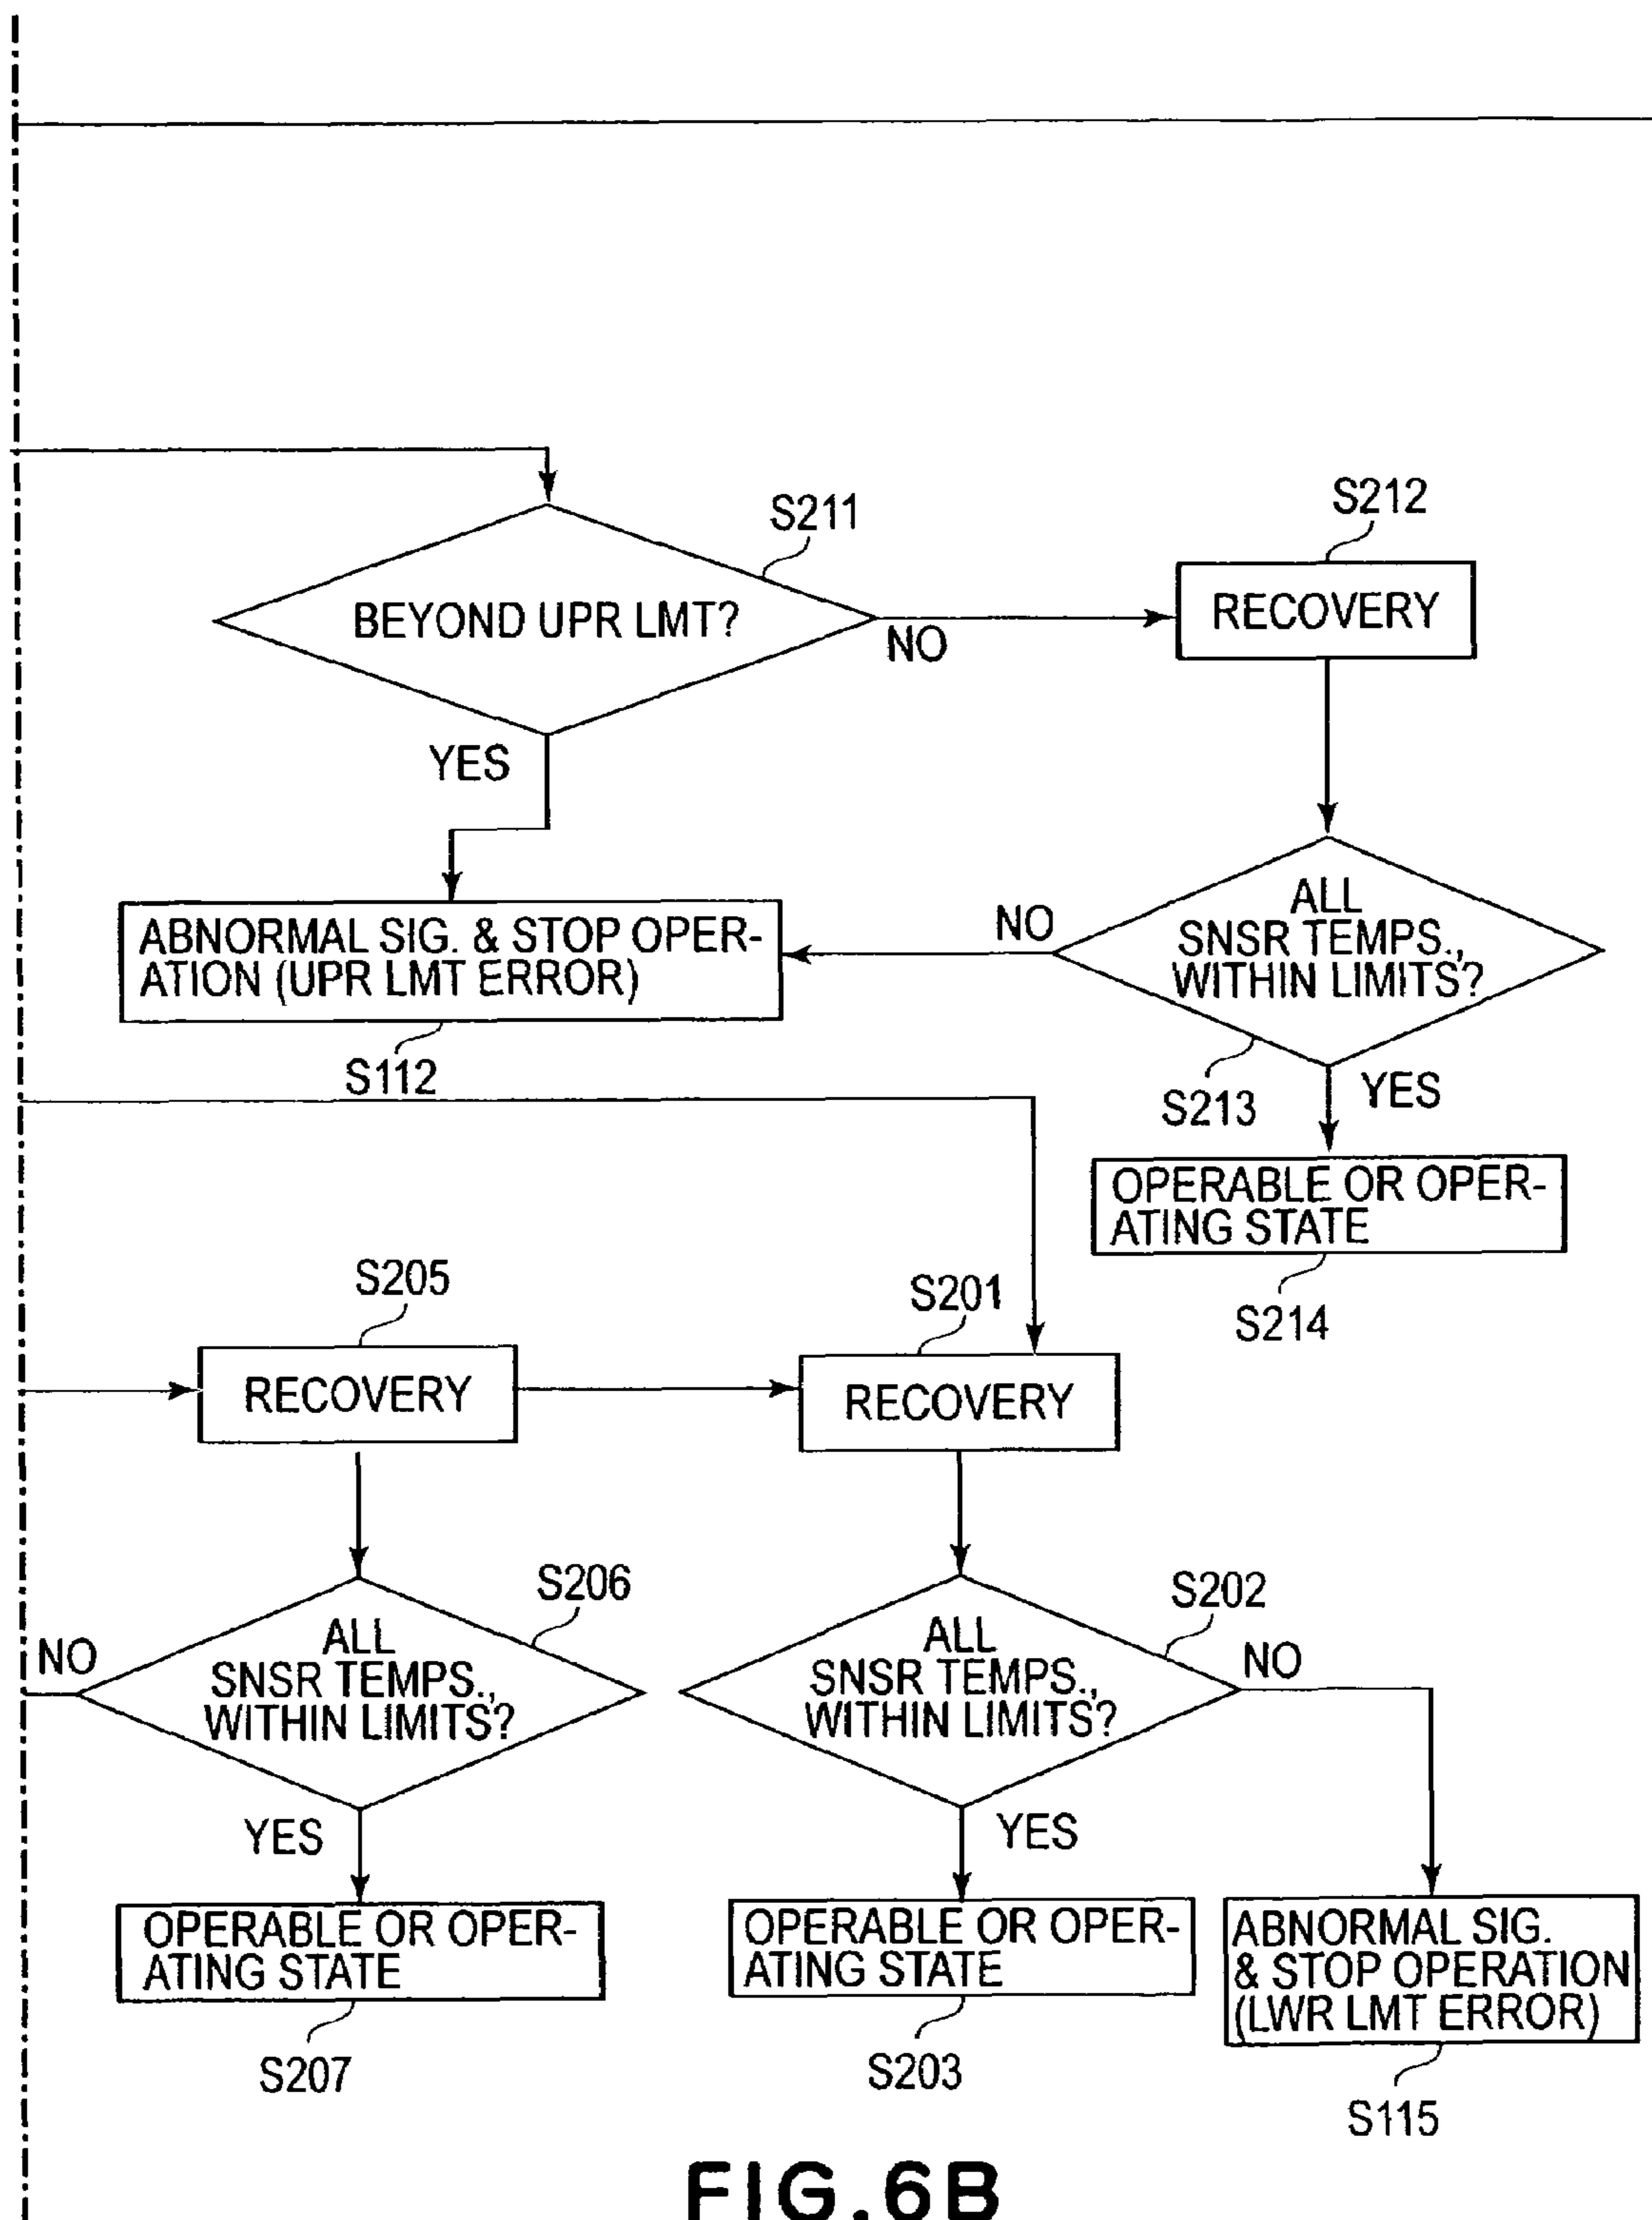 S211
S212
BEYOND UPR LMT?
RECOVERY
NO
YES
ALL
SNSR TEMPS.,
WITHIN LIMITS?
NO
ABNORMAL SIG. & STOP OPER-
ATION (UPR LMT ERROR)
S112
S213
YES
OPERABLE OR OPER-
ATING STATE
S214
S205
S201
RECOVERY
RECOVERY
S206
S202
NO
ALL
SNSR TEMPS.,
WITHIN LIMITS?
ALL
SNSR TEMPS.,
WITHIN LIMITS?
NO
YES
YES
OPERABLE OR OPER-
ATING STATE
OPERABLE OR OPER-
ATING STATE
ABNORMAL SIG.
& STOP OPERATION
(LWR LMT ERROR)
S207
S203
S115
FIG.6B